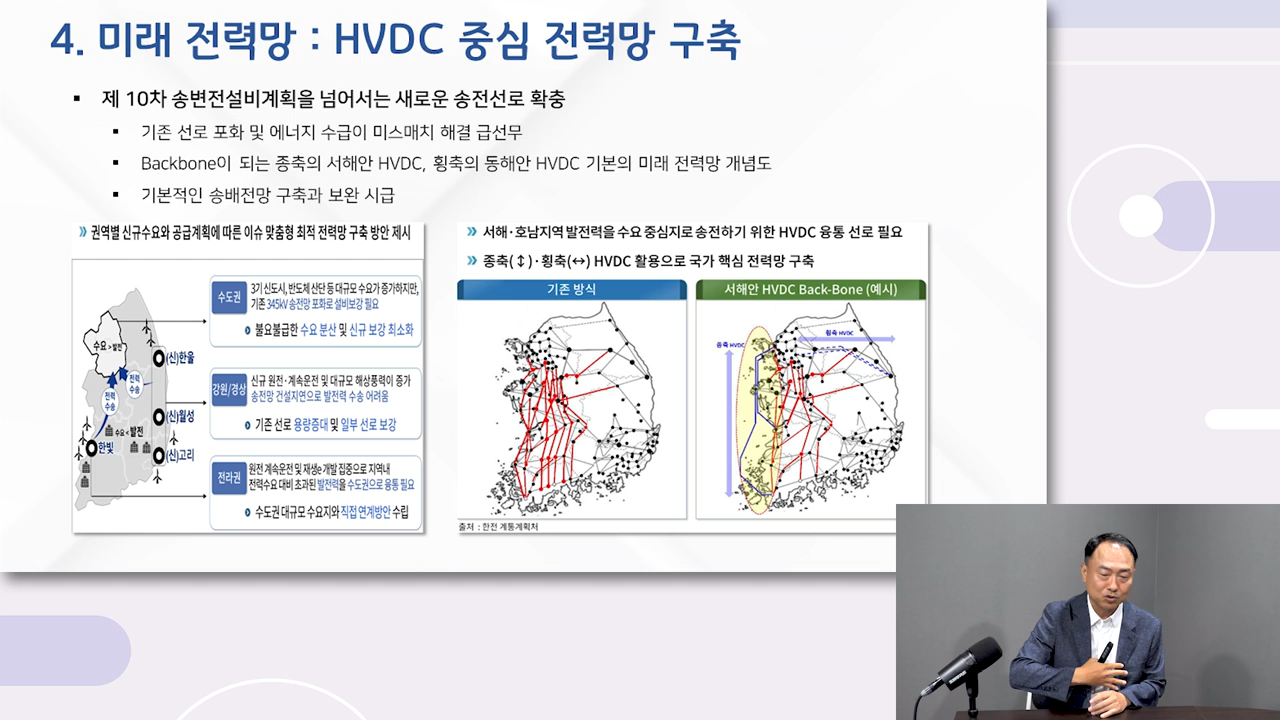 4. 미래 전력망 : HVDC 중심 전력망 구축
▪ 제 10차 송변전설비계획을 넘어서는 새로운 송전선로 확충
▪ 기존 선로 포화 및 에너지 수급이 미스매치 해결 급선무
▪ Backbone이 되는 종축의 서해안 HVDC, 횡축의 동해안 HVDC 기본의 미래 전력망 개념도
▪ 기본적인 송배전망 구축과 보완 시급
» 권역별 신규수요와 공급계획에 따른 이슈 맞춤형 최적 전력망 구축 방안 제시
수요 > 발전
(신)한울
전력
수송
전력
수송
(신)월성
수요 < 발전
한빛
(신)고리
수도권
3기 신도시, 반도체 산단 등 대규모 수요가 증가하지만,
기존 345kV 송전망 포화로 설비보강 필요
불요불급한 수요 분산 및 신규 보강 최소화
강원/경상
신규 원전·계속운전 및 대규모 해상풍력이 증가
송전망 건설지연으로 발전력 수송 어려움
기존 선로 용량증대 및 일부 선로 보강
전라권
원전 계속운전 및 재생e 개발 집중으로 지역내
전력수요 대비 초과된 발전력을 수도권으로 융통 필요
수도권 대규모 수요지와 직접 연계방안 수립
» 서해·호남지역 발전력을 수요 중심지로 송전하기 위한 HVDC 융통 선로 필요
» 종축(↕)·횡축(↔) HVDC 활용으로 국가 핵심 전력망 구축
기존 방식
서해안 HVDC Back-Bone (예시)
횡축 HVDC
종축 HVDC
출처 : 한전 계통계획처